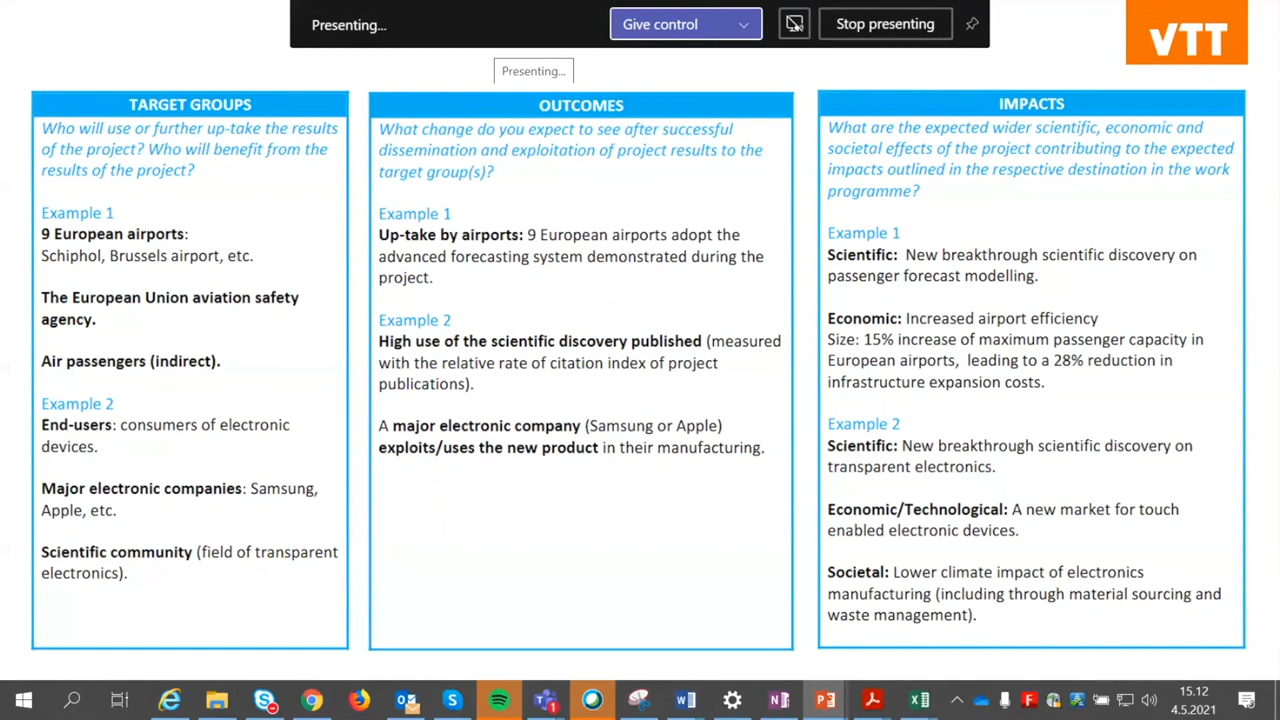 Presenting...
Give control
Stop presenting
VTT
Presenting...
TARGET GROUPS
Who will use or further up-take the results
of the project? Who will benefit from the
results of the project?
Example 1
9 European airports:
Schiphol, Brussels airport, etc.
The European Union aviation safety
agency.
Air passengers (indirect).
Example 2
End-users: consumers of electronic
devices.
Major electronic companies: Samsung,
Apple, etc.
Scientific community (field of transparent
electronics).
OUTCOMES
What change do you expect to see after successful
dissemination and exploitation of project results to the
target group(s)?
Example 1
Up-take by airports: 9 European airports adopt the
advanced forecasting system demonstrated during the
project.
Example 2
High use of the scientific discovery published (measured
with the relative rate of citation index of project
publications).
A major electronic company (Samsung or Apple)
exploits/uses the new product in their manufacturing.
IMPACTS
What are the expected wider scientific, economic and
societal effects of the project contributing to the expected
impacts outlined in the respective destination in the work
programme?
Example 1
Scientific: New breakthrough scientific discovery on
passenger forecast modelling.
Economic: Increased airport efficiency
Size: 15% increase of maximum passenger capacity in
European airports, leading to a 28% reduction in
infrastructure expansion costs.
Example 2
Scientific: New breakthrough scientific discovery on
transparent electronics.
Economic/Technological: A new market for touch
enabled electronic devices.
Societal: Lower climate impact of electronics
manufacturing (including through material sourcing and
waste management).
15.12
4.5.2021